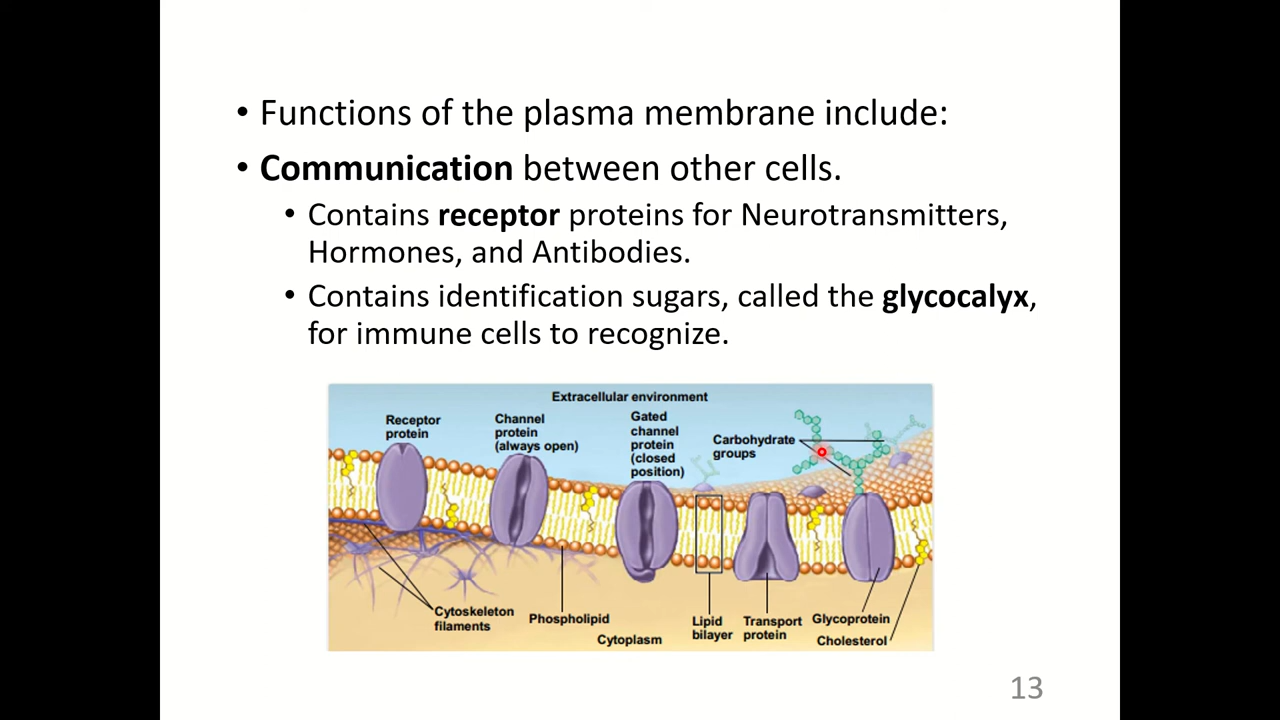 • Functions of the plasma membrane include:
• Communication between other cells.
• Contains receptor proteins for Neurotransmitters,
Hormones, and Antibodies.
• Contains identification sugars, called the glycocalyx,
for immune cells to recognize.
Extracellular environment
Receptor
protein
Channel
protein
(always open)
Gated
channel
protein
(closed
position)
Carbohydrate
groups
Cytoskeleton
filaments
Phospholipid
Cytoplasm
Lipid
bilayer
Transport
protein
Glycoprotein
Cholesterol
13